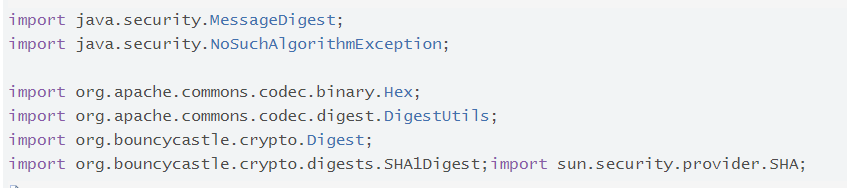 import java.security.MessageDigest;
import java.security.NoSuchAlgorithmException;
import org.apache.commons.codec.binary.Hex;
import org.apache.commons.codec.digest.DigestUtils;
import org.bouncycastle.crypto.Digest;
import org.bouncycastle.crypto.digests.SHAlDigest;import sun.security.provider.SHA;